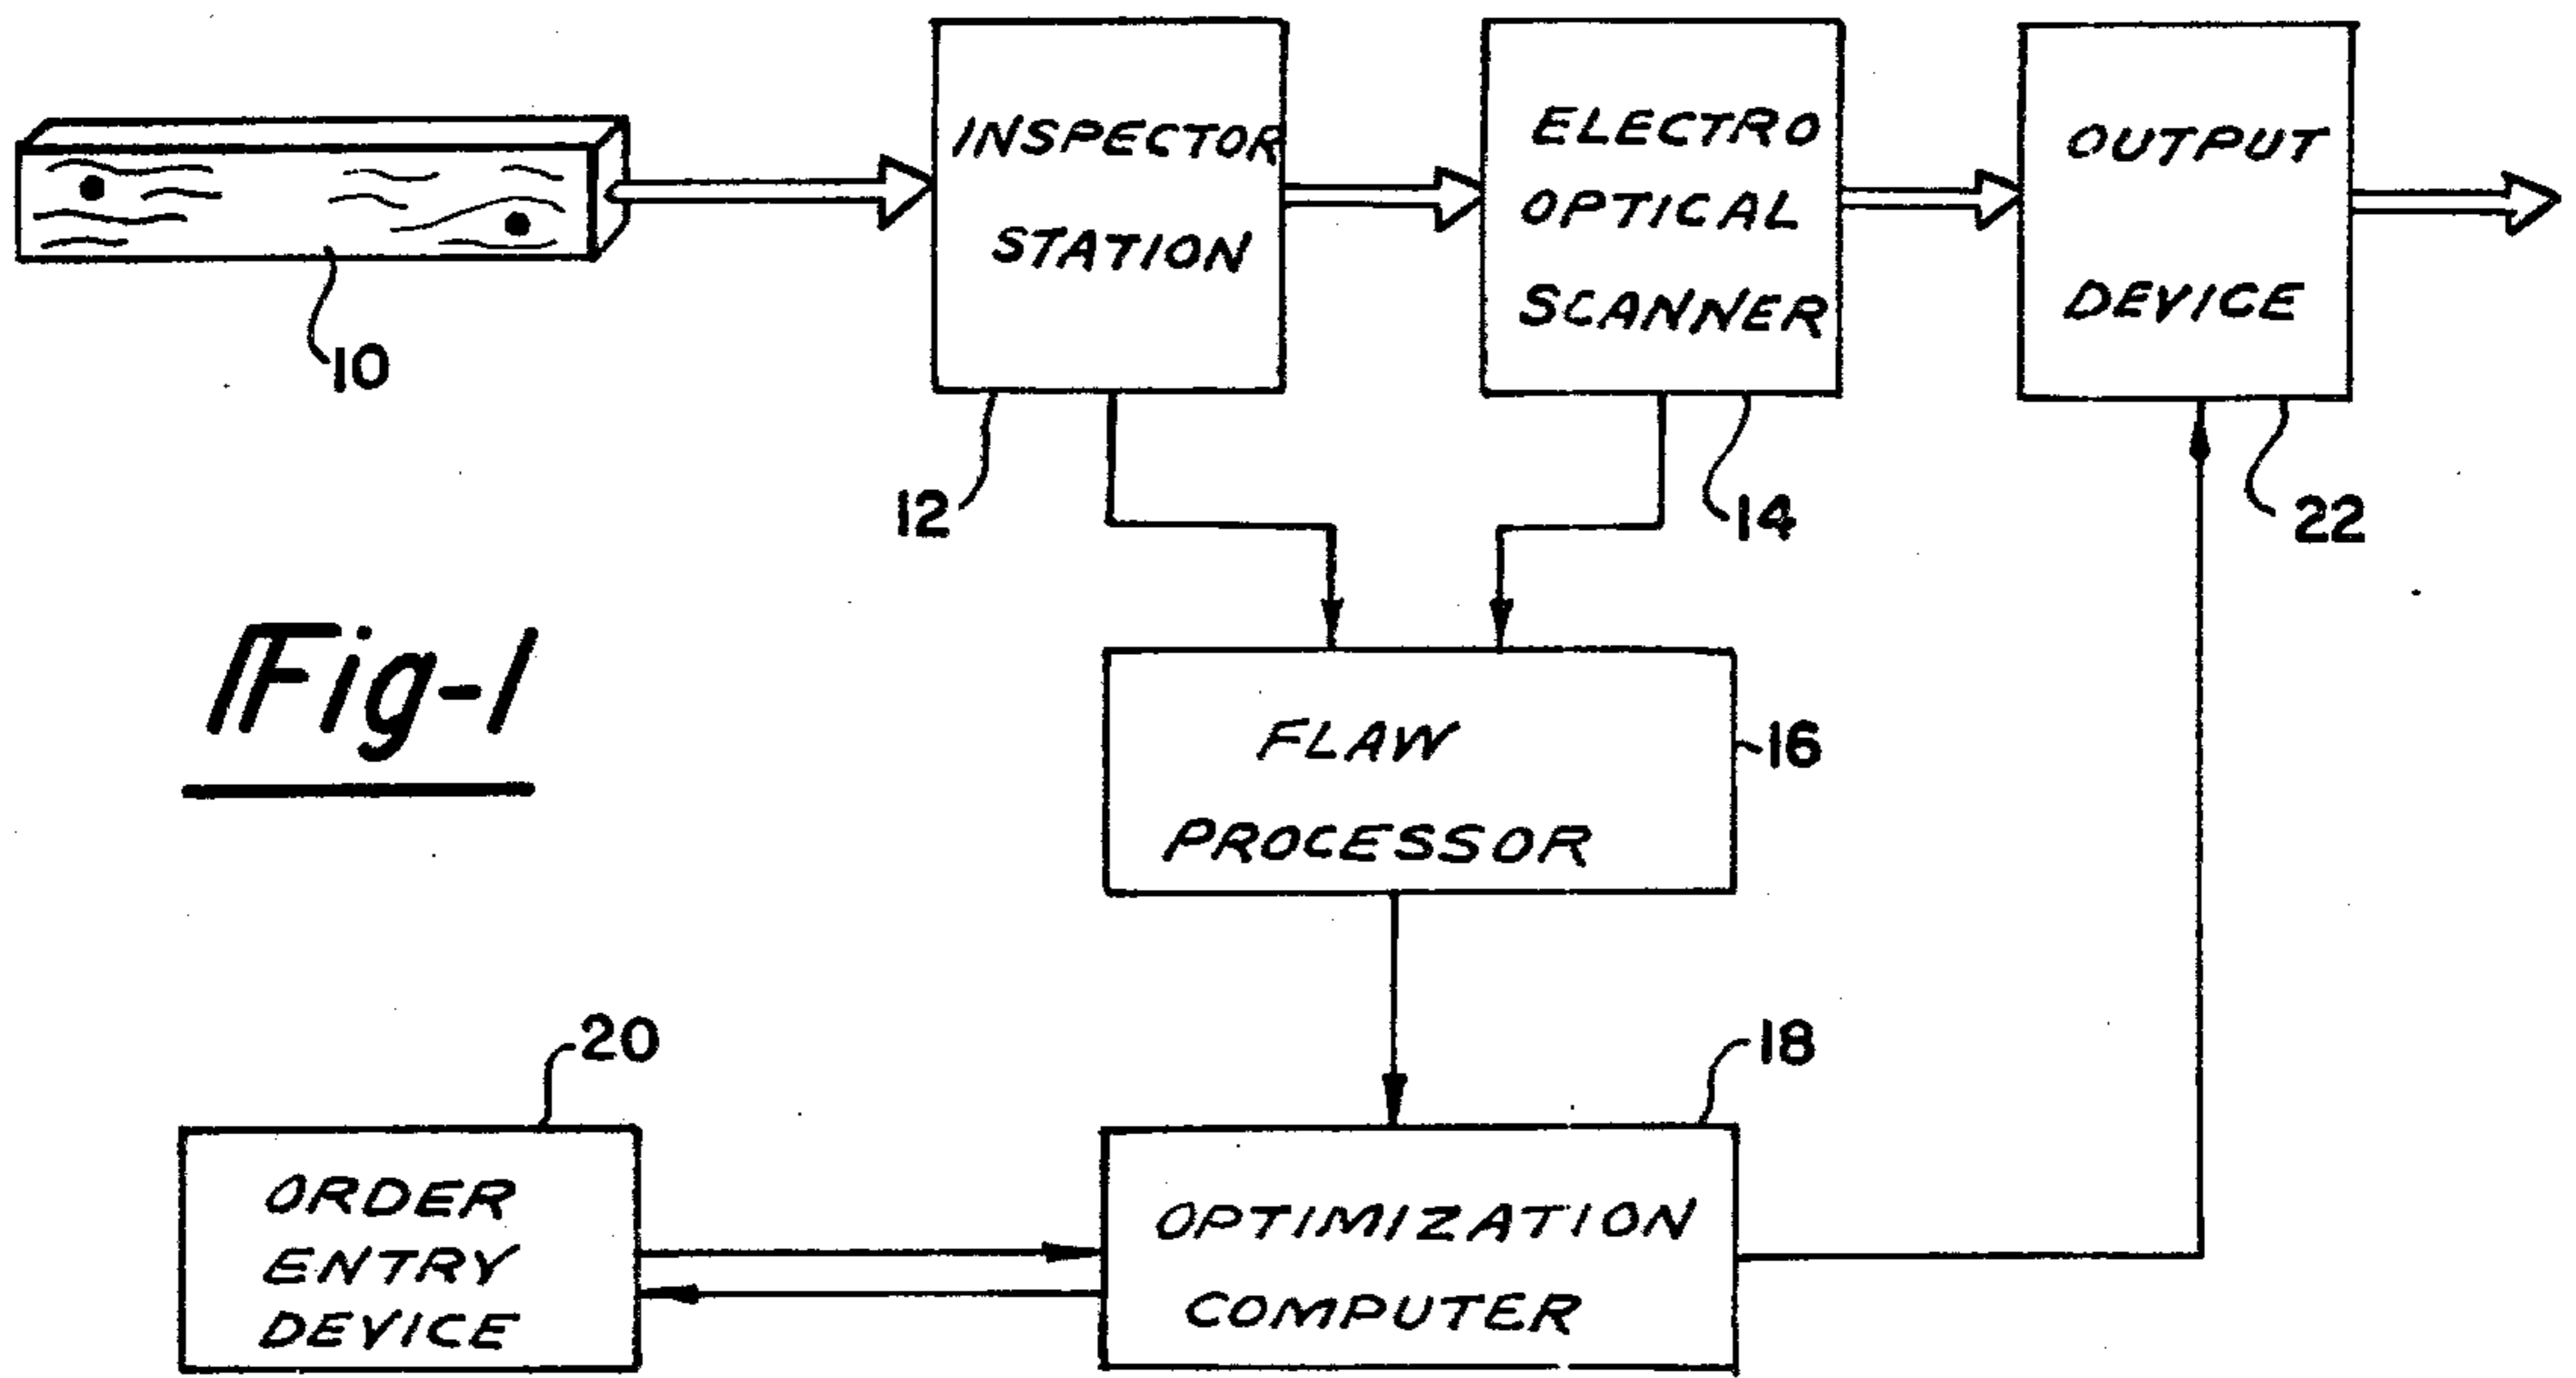 INSPECTOR
STATION
ELECTRO
OPTICAL
SCANNER
OUTPUT
DEVICE
10
12
14
22
Fig-1
FLAW
PROCESSOR
16
20
18
ORDER
ENTRY
DEVICE
OPTIMIZATION
COMPUTER